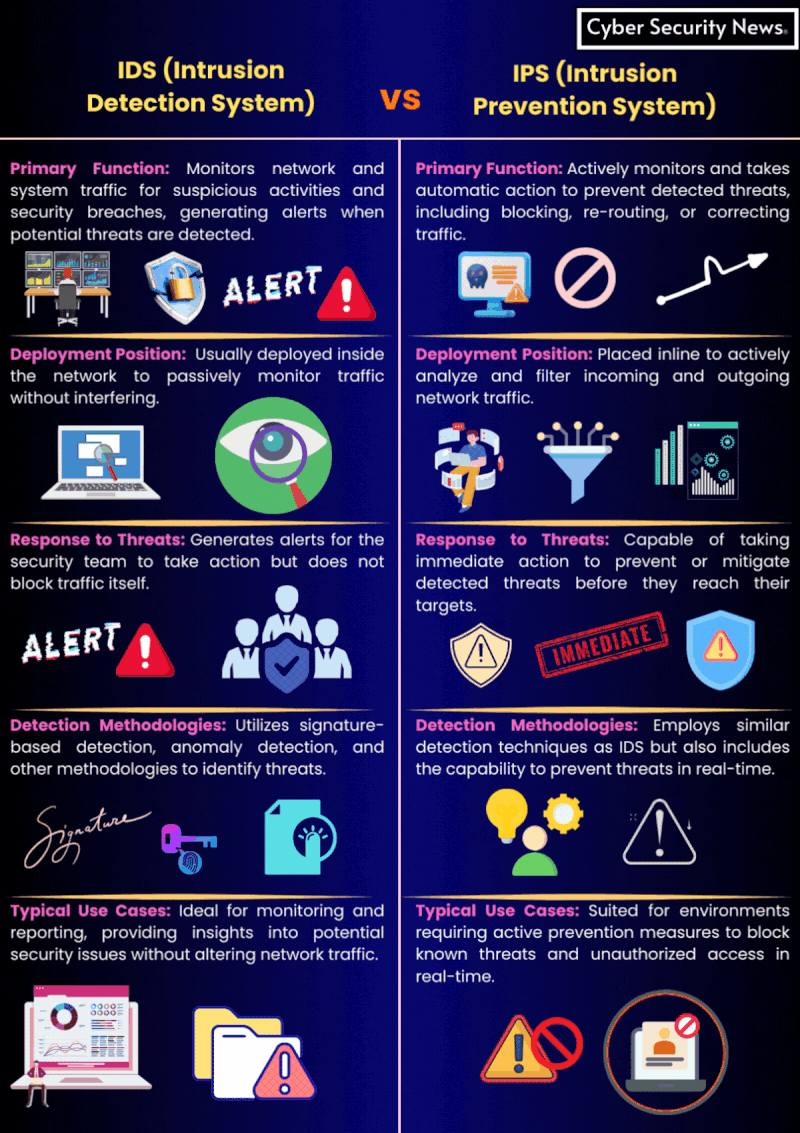 Cyber Security News®
IDS (Intrusion
Detection System)
vs
IPS (Intrusion
Prevention System)
Primary Function: Monitors network and
system traffic for suspicious activities and
security breaches, generating alerts when
potential threats are detected.
ALERT
Deployment Position: Usually deployed inside
the network to passively monitor traffic
without interfering.
Response to Threats: Generates alerts for the
security team to take action but does not
block traffic itself.
ALERT
Detection Methodologies: Utilizes signature-
based detection, anomaly detection, and
other methodologies to identify threats.
Signature
Typical Use Cases: Ideal for monitoring and
reporting, providing insights into potential
security issues without altering network traffic.
Primary Function: Actively monitors and takes
automatic action to prevent detected threats,
including blocking, re-routing, or correcting
traffic.
Deployment Position: Placed inline to actively
analyze and filter incoming and outgoing
network traffic.
Response to Threats: Capable of taking
immediate action to prevent or mitigate
detected threats before they reach their
targets.
IMMEDIATE
Detection Methodologies: Employs similar
detection techniques as IDS but also includes
the capability to prevent threats in real-time.
Typical Use Cases: Suited for environments
requiring active prevention measures to block
known threats and unauthorized access in
real-time.